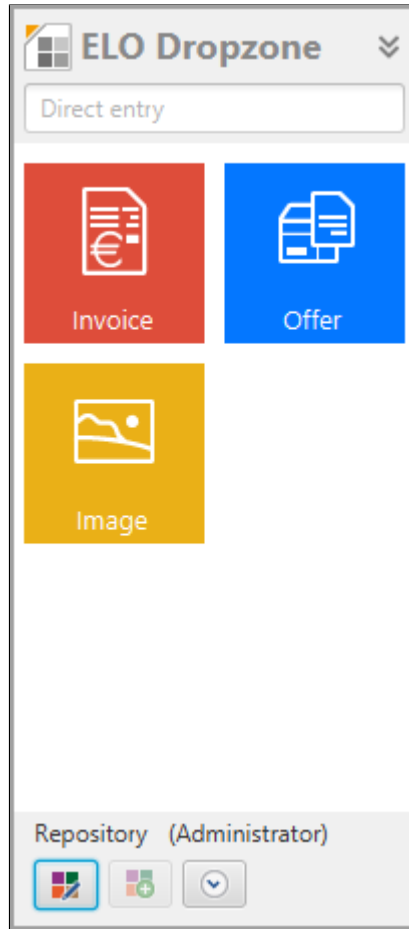 ELO Dropzone
Direct entry
Invoice
Offer
Image
Repository (Administrator)